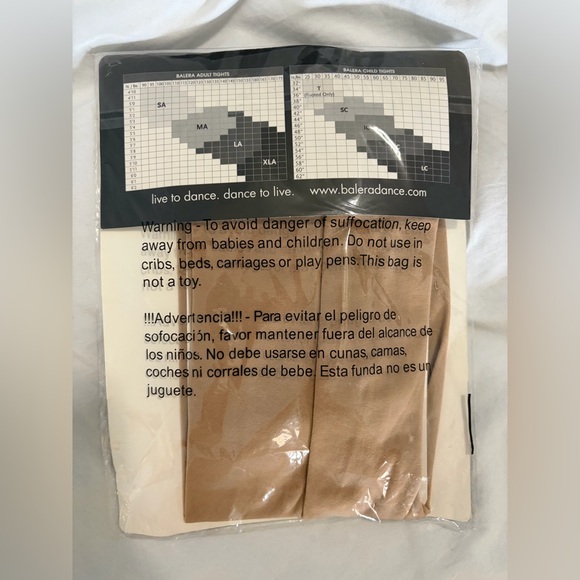 BALERA ADULT TIGHTS
BALERA CHILD TIGHTS
SA
MA
LA
XLA
T
(Footed Only)
SC
LC
live to dance. dance to live.
www.baleradance.com
Warning - To avoid danger of suffocation, keep
away from babies and children. Do not use in
cribs, beds, carriages or play pens.This bag is
not a toy.
!!!Advertencia!!! - Para evitar el peligro de
sofocación, favor mantener fuera del alcance de
los niños. No debe usarse en cunas, camas,
coches ni corrales de bebe. Esta funda no es un
juguete.